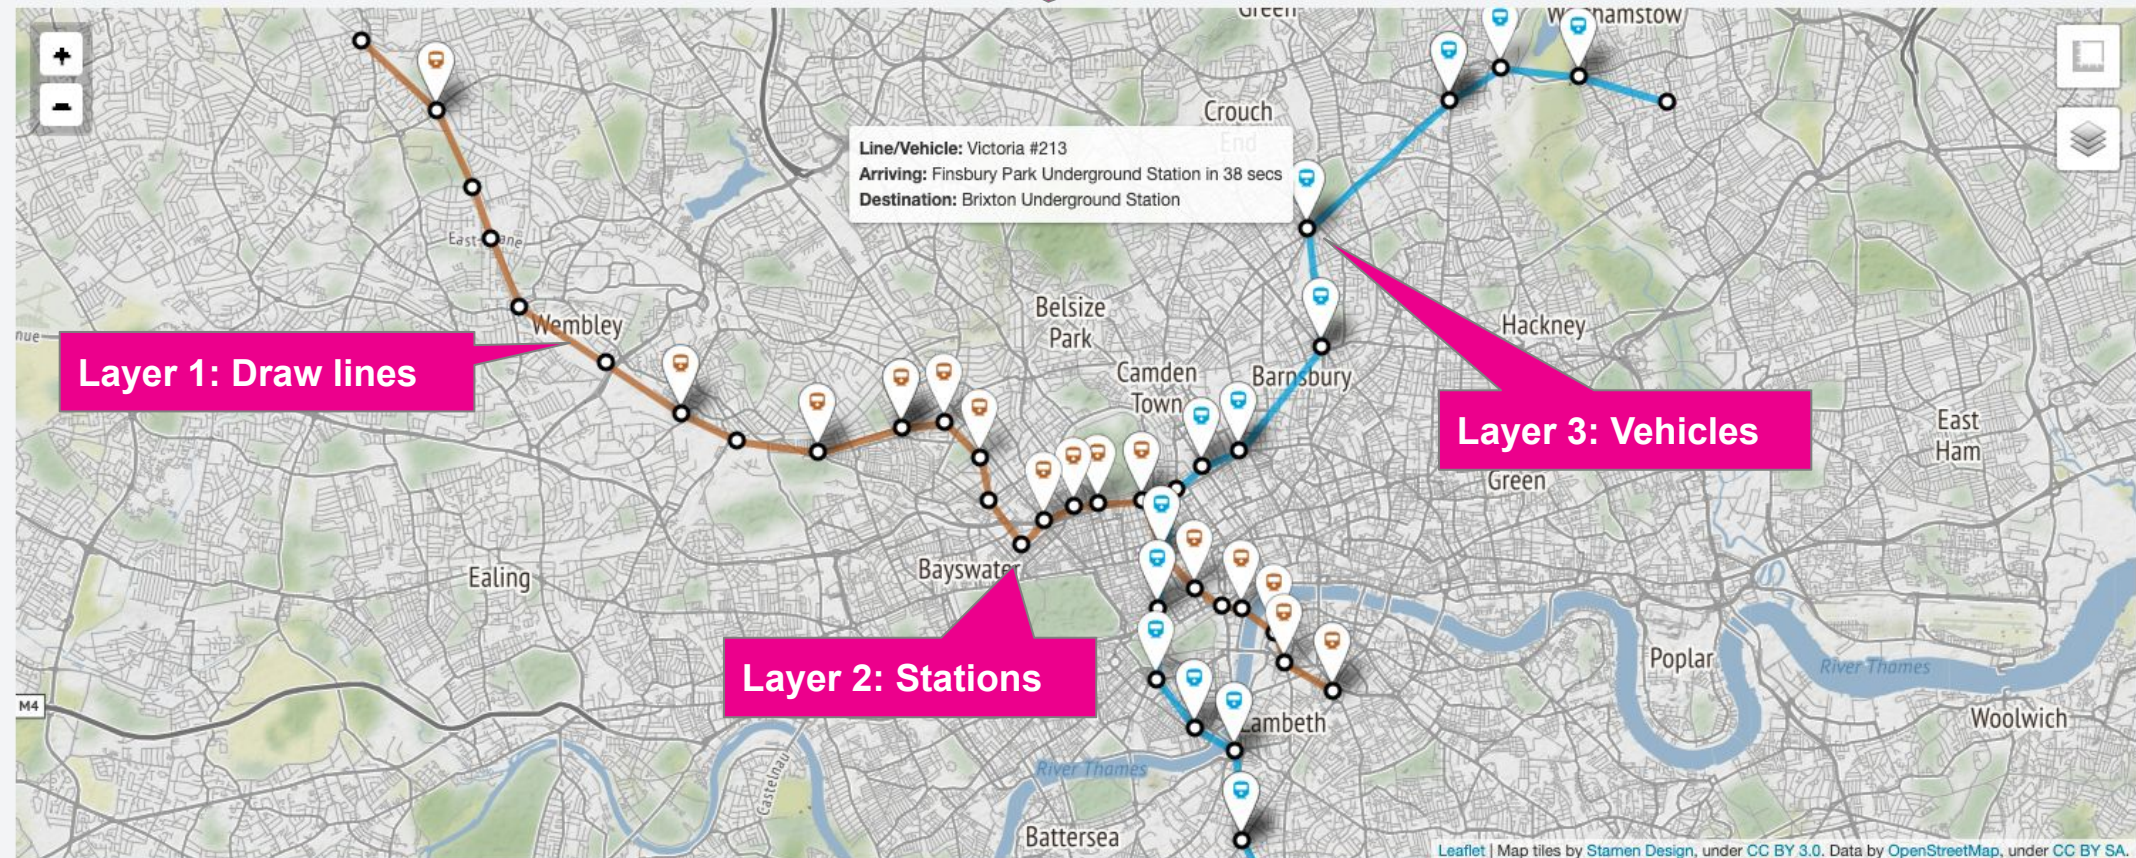 +
Green
Crouch
End
Line/Vehicle: Victoria #213
Arriving: Finsbury Park Underground Station in 38 secs
Destination: Brixton Underground Station
-
Belsize
Park
Wembley
Hackney
Layer 1: Draw lines
Camden
Town
Barnsbury
Layer 3: Vehicles
East
Ham
Green
Bayswater
Ealing
Layer 2: Stations
Poplar
River Thames
M4
Lambeth
Woolwich
River Thames
Castelnau
Battersea
Leaflet | Map tiles by Stamen Design, under CC BY 3.0. Data by OpenStreetMap, under CC BY SA.